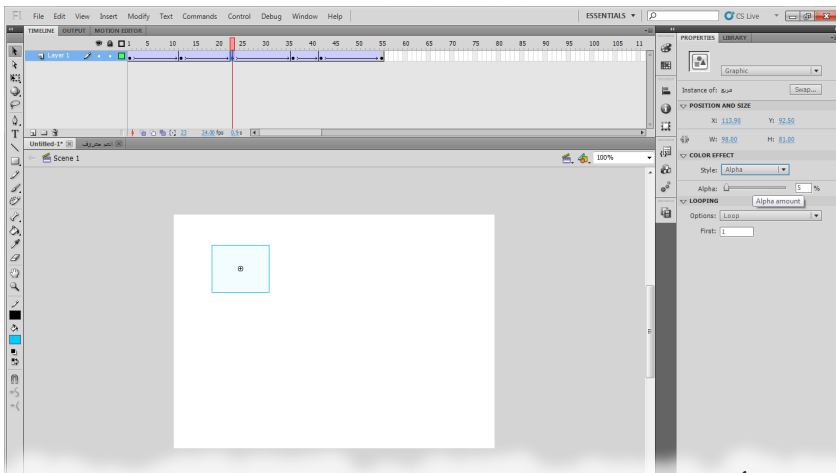 Fl File Edit View Insert Modify Text Commands Control Debug Window Help ESSENTIALS CS Live
TIMELINE OUTPUT MOTION EDITOR
1 5 10 15 20 25 30 35 40 45 50 55 60 65 70 75 80 85 90 95 100 105 11
Layer 1
23 24.00 fps 0.9 s
Untitled-1*
Scene 1 100%
PROPERTIES LIBRARY
Graphic
Instance of: مربع Swap...
POSITION AND SIZE
X: 113.90 Y: 92.50
W: 98.00 H: 81.00
COLOR EFFECT
Style: Alpha
Alpha: 5 %
Alpha amount
LOOPING
Options: Loop
First: 1